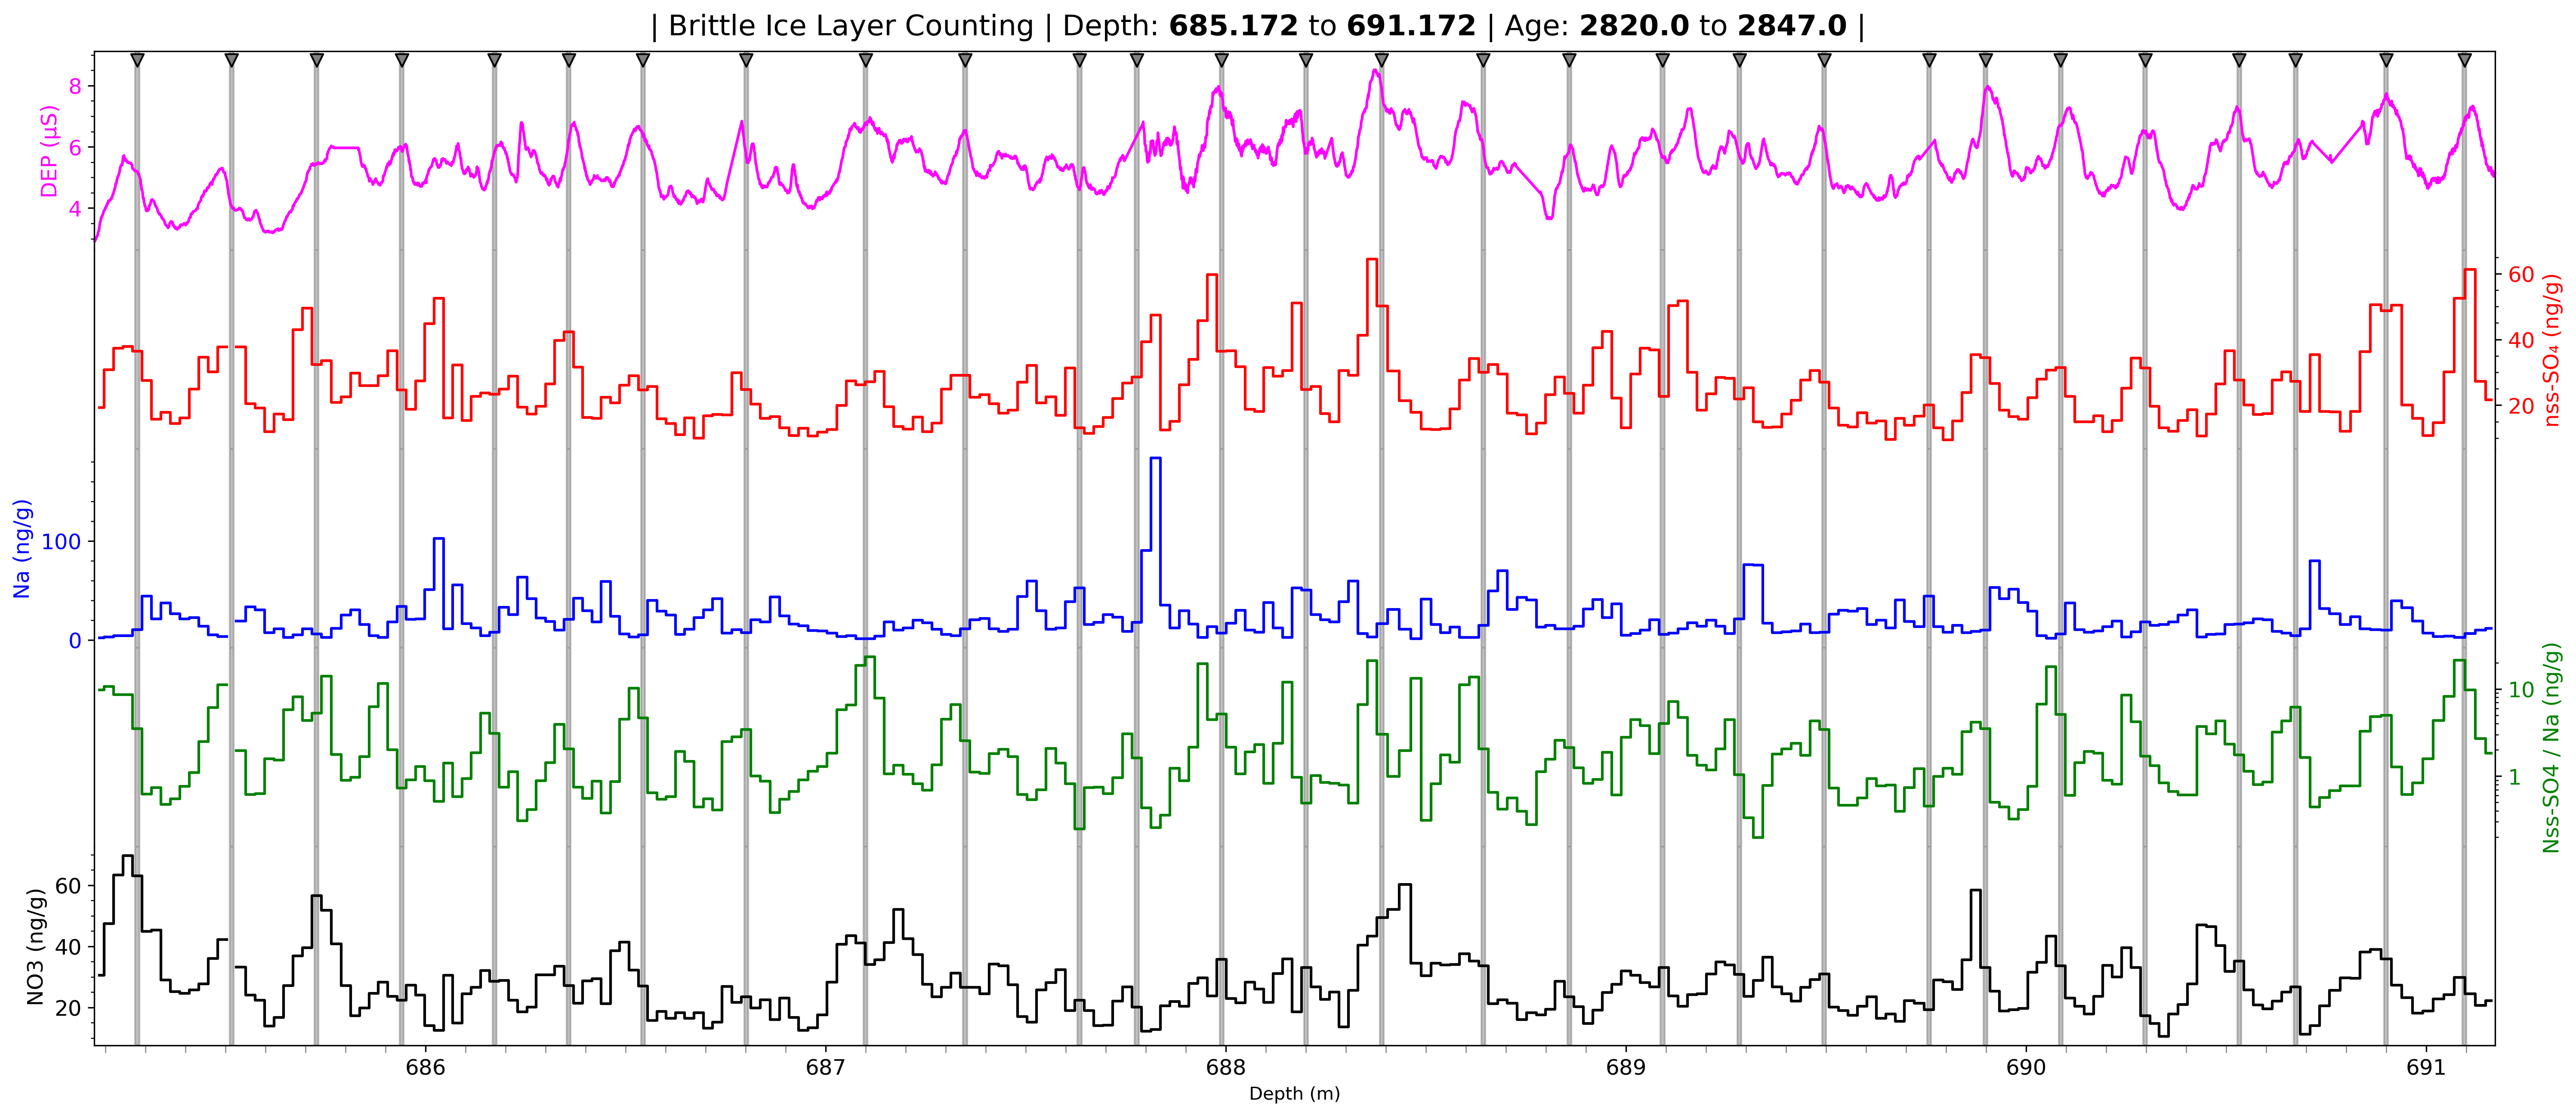 | Brittle Ice Layer Counting | Depth: 685.172 to 691.172 | Age: 2820.0 to 2847.0 |
DEP (µS)
8
6
4
nss-SO₄ (ng/g)
60
40
20
Na (ng/g)
100
0
Nss-SO4 / Na (ng/g)
10
1
NO3 (ng/g)
60
40
20
686
687
688
689
690
691
Depth (m)